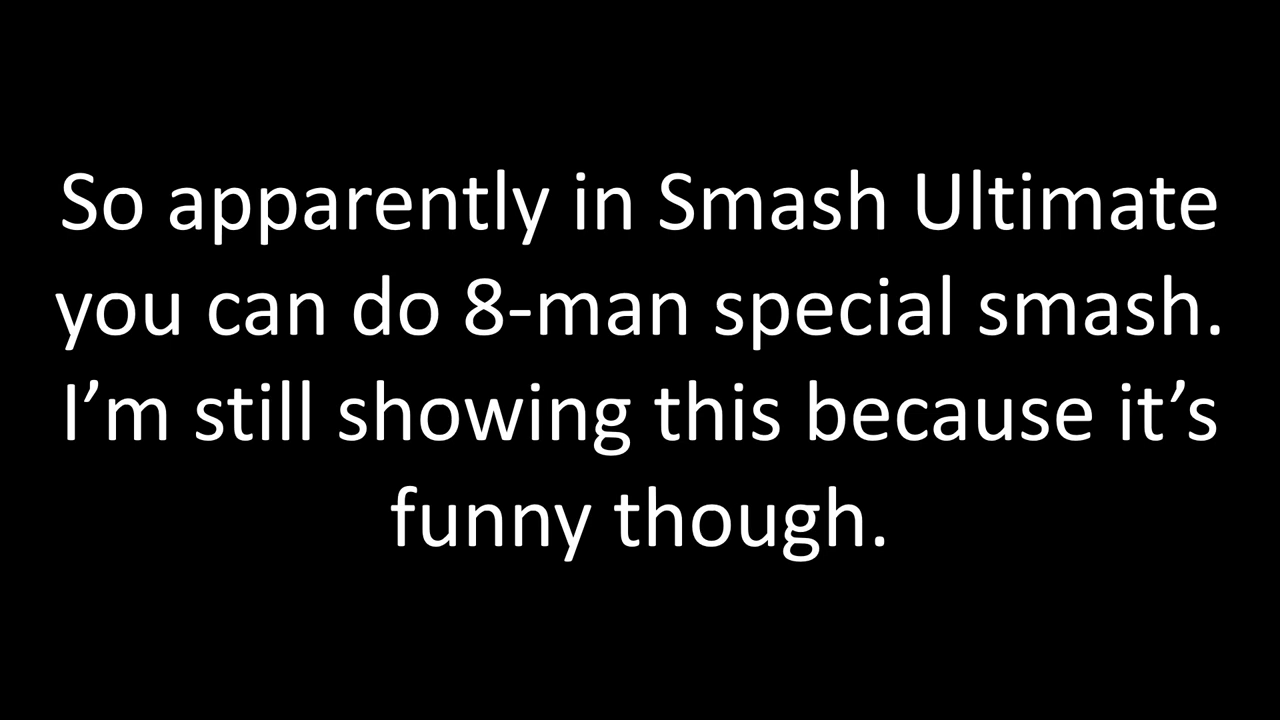 So apparently in Smash Ultimate
you can do 8-man special smash.
I’m still showing this because it’s
funny though.